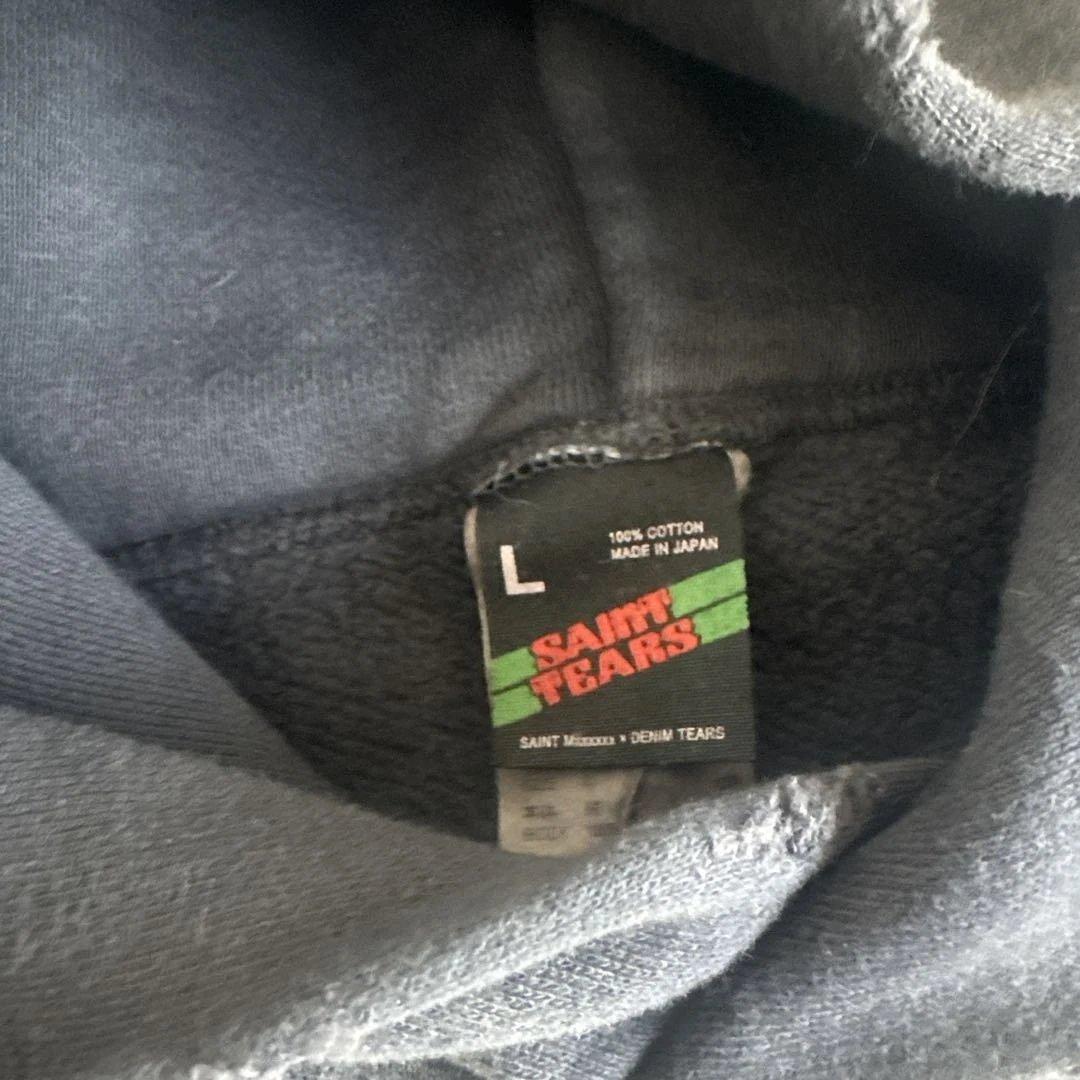 L
100% COTTON
MADE IN JAPAN
SAINT
TEARS
SAINT Mxxxxxx × DENIM TEARS